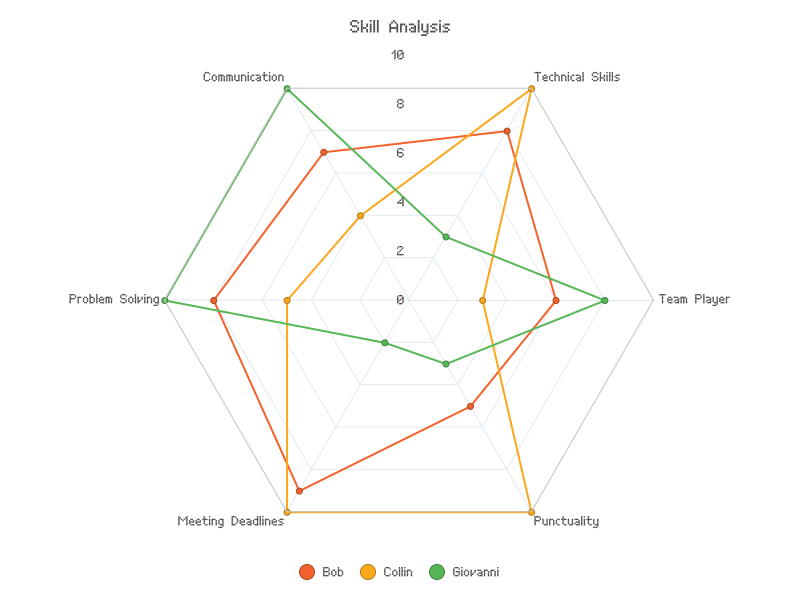 Skill Analysis
10
Communication
Technical Skills
8
6
4
2
Problem Solving
0
Team Player
Meeting Deadlines
Punctuality
Bob
Collin
Giovanni